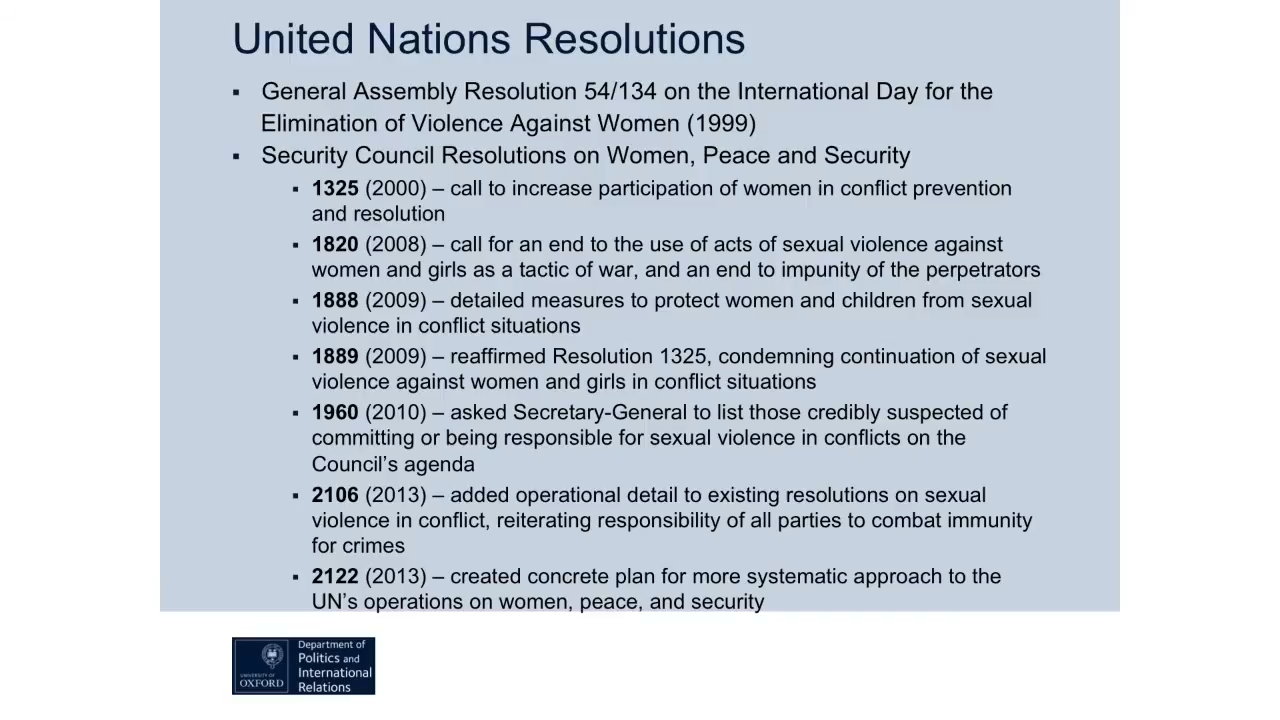 United Nations Resolutions
▪ General Assembly Resolution 54/134 on the International Day for the
Elimination of Violence Against Women (1999)
▪ Security Council Resolutions on Women, Peace and Security
▪ 1325 (2000) – call to increase participation of women in conflict prevention
and resolution
▪ 1820 (2008) – call for an end to the use of acts of sexual violence against
women and girls as a tactic of war, and an end to impunity of the perpetrators
▪ 1888 (2009) – detailed measures to protect women and children from sexual
violence in conflict situations
▪ 1889 (2009) – reaffirmed Resolution 1325, condemning continuation of sexual
violence against women and girls in conflict situations
▪ 1960 (2010) – asked Secretary-General to list those credibly suspected of
committing or being responsible for sexual violence in conflicts on the
Council’s agenda
▪ 2106 (2013) – added operational detail to existing resolutions on sexual
violence in conflict, reiterating responsibility of all parties to combat immunity
for crimes
▪ 2122 (2013) – created concrete plan for more systematic approach to the
UN’s operations on women, peace, and security
UNIVERSITY OF
OXFORD
Department of
Politics and
International
Relations